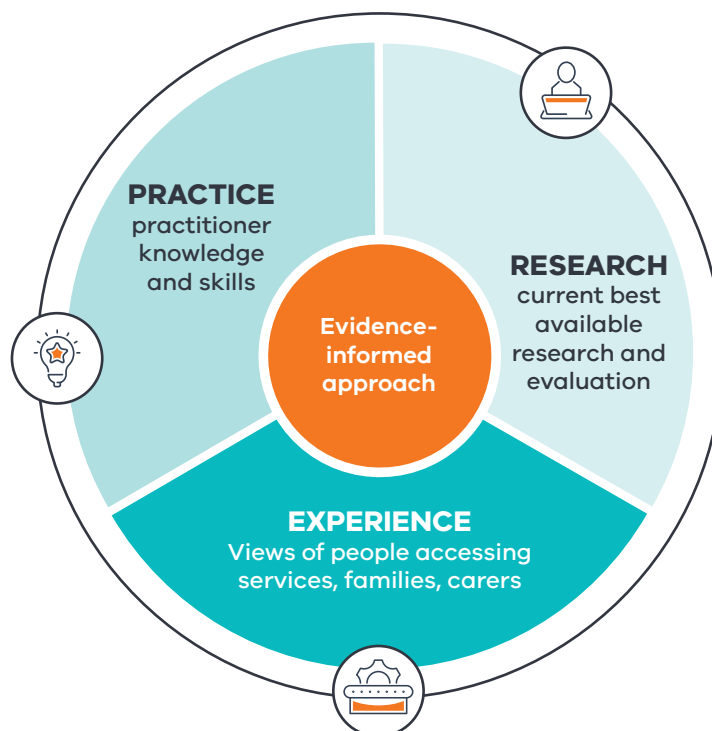 PRACTICE
practitioner
knowledge
and skills
RESEARCH
current best
available
research and
evaluation
Evidence-
informed
approach
EXPERIENCE
Views of people accessing
services, families, carers